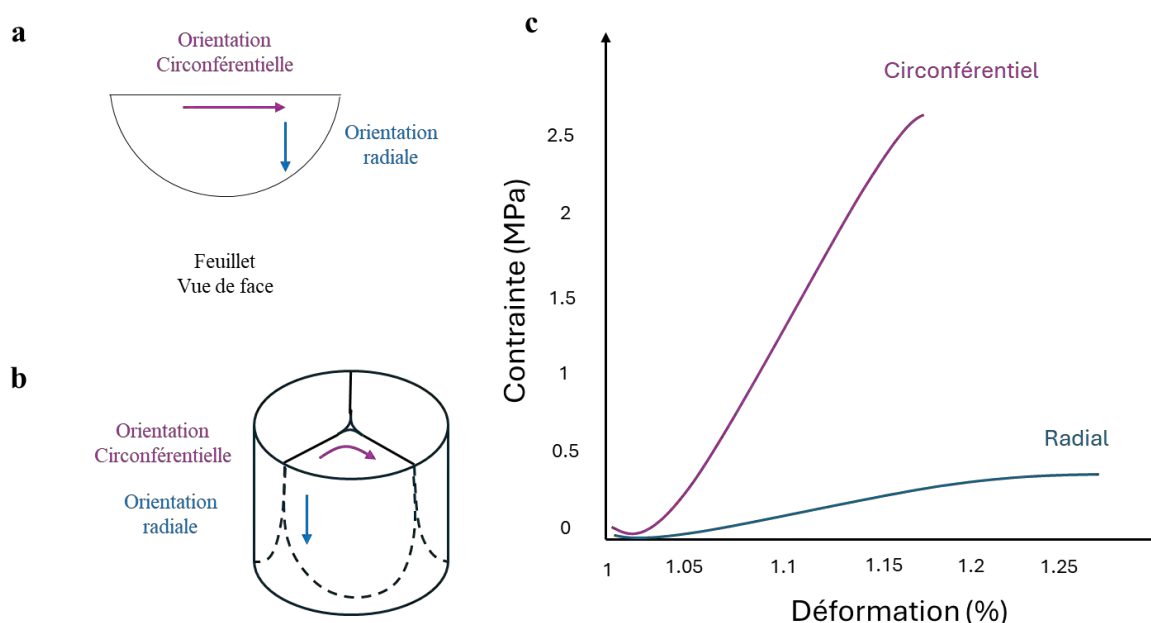 a
Orientation
Circonférentielle
Orientation
radiale
Feuillet
Vue de face
b
Orientation
Circonférentielle
Orientation
radiale
c
Circonférentiel
Radial
Contrainte (MPa)
2.5
2
1.5
1
0.5
0
1
1.05
1.1
1.15
1.2
1.25
Déformation (%)